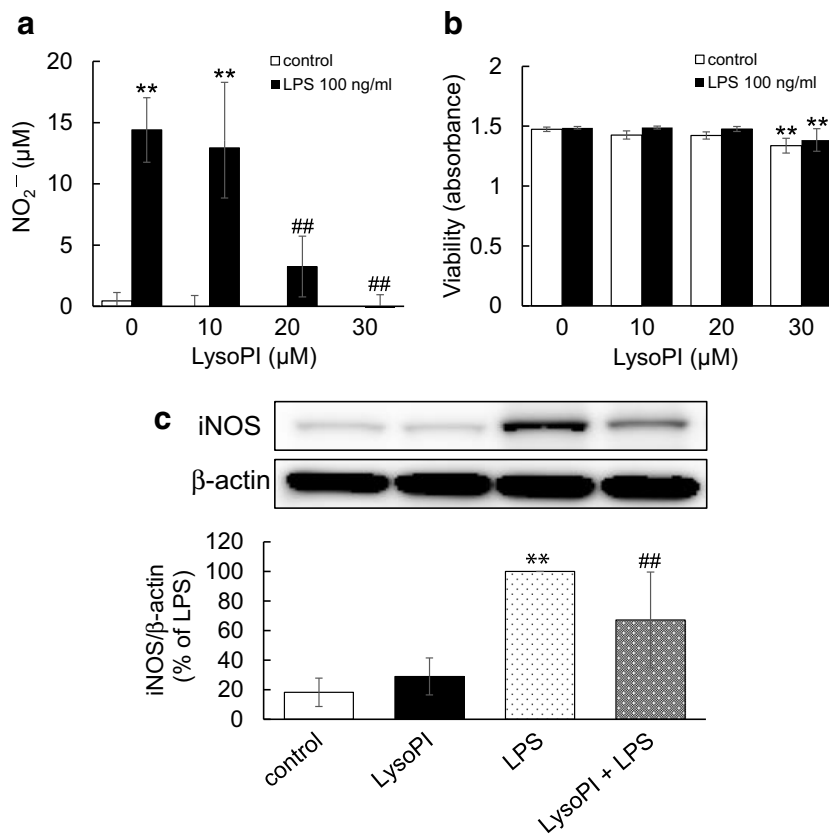 a
NO₂⁻ (µM)
20
15
10
5
0
control
LPS 100 ng/ml
**
**
##
##
0 10 20 30
LysoPI (µM)
b
Viability (absorbance)
2
1.5
1
0.5
0
control
LPS 100 ng/ml
** **
0 10 20 30
LysoPI (µM)
c
iNOS
β-actin
iNOS/β-actin
(% of LPS)
120
100
80
60
40
20
0
**
##
control
LysoPI
LPS
LysoPI + LPS